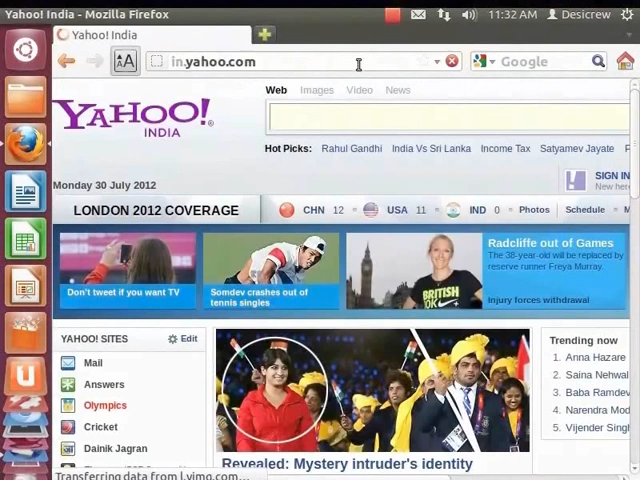 Yahoo! India - Mozilla Firefox
11:32 AM
Desicrew
Yahoo! India
in.yahoo.com
Google
Web Images Video News
YAHOO!
INDIA
Hot Picks: Rahul Gandhi India Vs Sri Lanka Income Tax Satyamev Jayate
Monday 30 July 2012
SIGN IN
New here
LONDON 2012 COVERAGE
CHN 12 - USA 11 - IND 0 - Photos Schedule M
Radcliffe out of Games
The 38-year-old will be replaced by
reserve runner Freya Murray.
Injury forces withdrawal
Don't tweet if you want TV
Somdev crashes out of
tennis singles
BRITISH
10K
YAHOO! SITES
Edit
Mail
Answers
Olympics
Cricket
Dainik Jagran
Revealed: Mystery intruder's identity
Trending now
1. Anna Hazare
2. Saina Nehwal
3. Baba Ramdev
4. Narendra Mod
5. Vijender Singh
Transferring data from l.yimg.com...